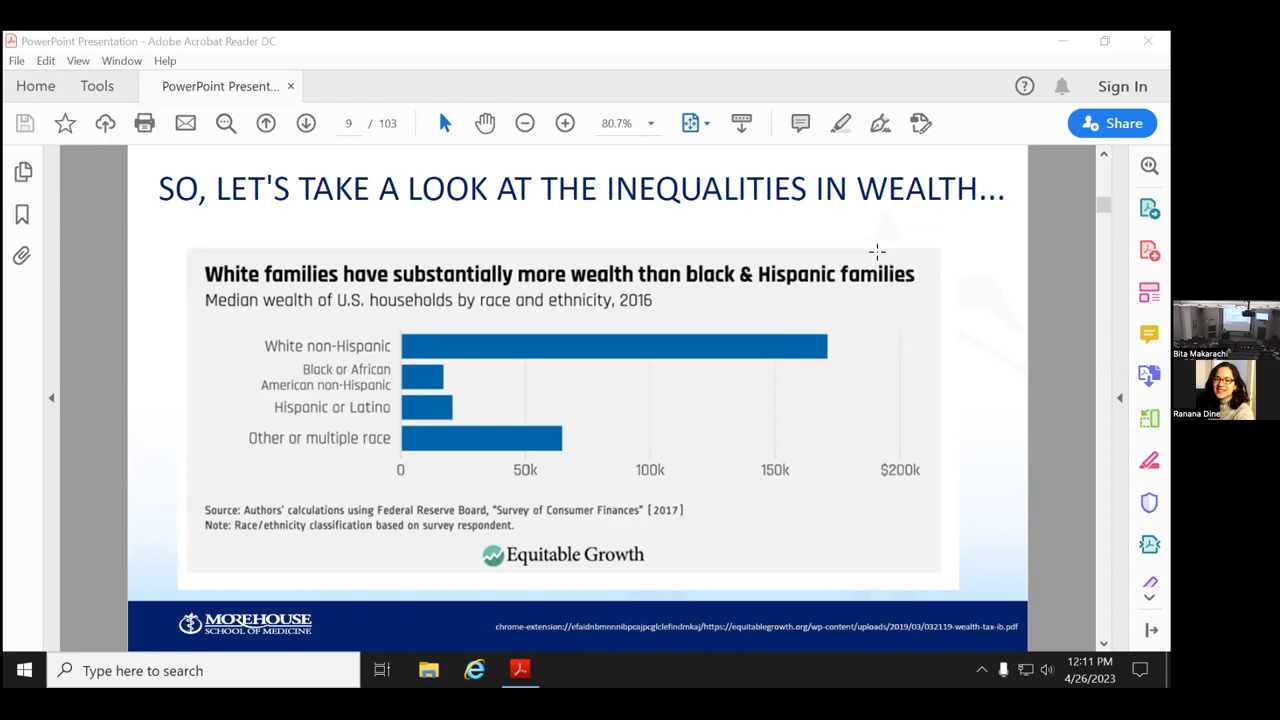 PowerPoint Presentation - Adobe Acrobat Reader DC
File Edit View Window Help
Home Tools PowerPoint Present... ×
Sign In
9 / 103
80.7%
Share
SO, LET'S TAKE A LOOK AT THE INEQUALITIES IN WEALTH...
White families have substantially more wealth than black & Hispanic families
Median wealth of U.S. households by race and ethnicity, 2016
White non-Hispanic
Black or African
American non-Hispanic
Hispanic or Latino
Other or multiple race
0 50k 100k 150k $200k
Source: Authors' calculations using Federal Reserve Board, "Survey of Consumer Finances" [2017]
Note: Race/ethnicity classification based on survey respondent.
Equitable Growth
MOREHOUSE
SCHOOL OF MEDICINE
chrome-extension://efaidnbmnnnibpcajpcglclefindmkaj/https://equitablegrowth.org/wp-content/uploads/2019/03/032119-wealth-tax-ib.pdf
Bita Makarachi
Ranana Dine
Type here to search
12:11 PM
4/26/2023